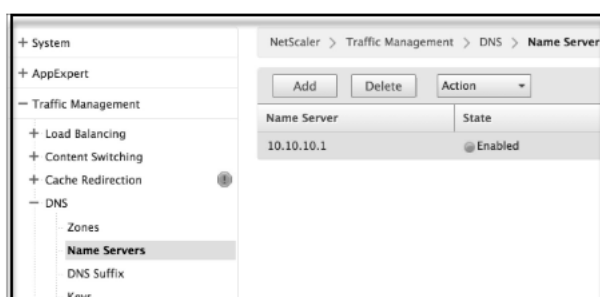 + System
+ AppExpert
− Traffic Management
+ Load Balancing
+ Content Switching
+ Cache Redirection
− DNS
Zones
Name Servers
DNS Suffix
Keys
NetScaler > Traffic Management > DNS > Name Server
Add Delete Action
Name Server State
10.10.10.1 Enabled